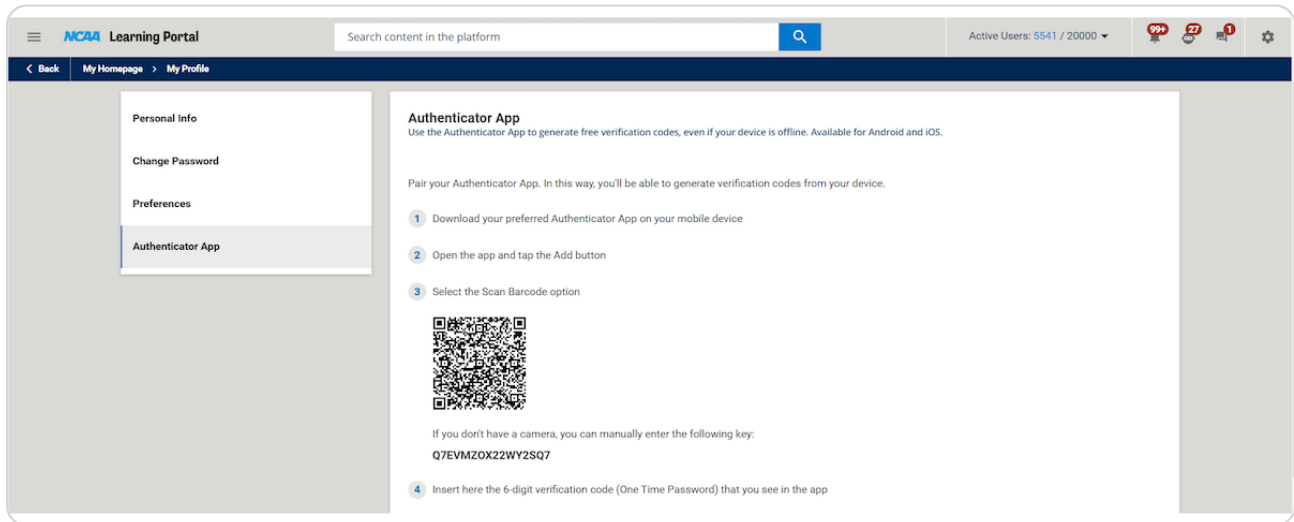 NCAA Learning Portal
Search content in the platform
Active Users: 5541 / 20000
99+
27
1
Back
My Homepage > My Profile
Personal Info
Change Password
Preferences
Authenticator App
Authenticator App
Use the Authenticator App to generate free verification codes, even if your device is offline. Available for Android and iOS.
Pair your Authenticator App. In this way, you'll be able to generate verification codes from your device.
1 Download your preferred Authenticator App on your mobile device
2 Open the app and tap the Add button
3 Select the Scan Barcode option
If you don't have a camera, you can manually enter the following key:
Q7EVMZOX22WY2SQ7
4 Insert here the 6-digit verification code (One Time Password) that you see in the app